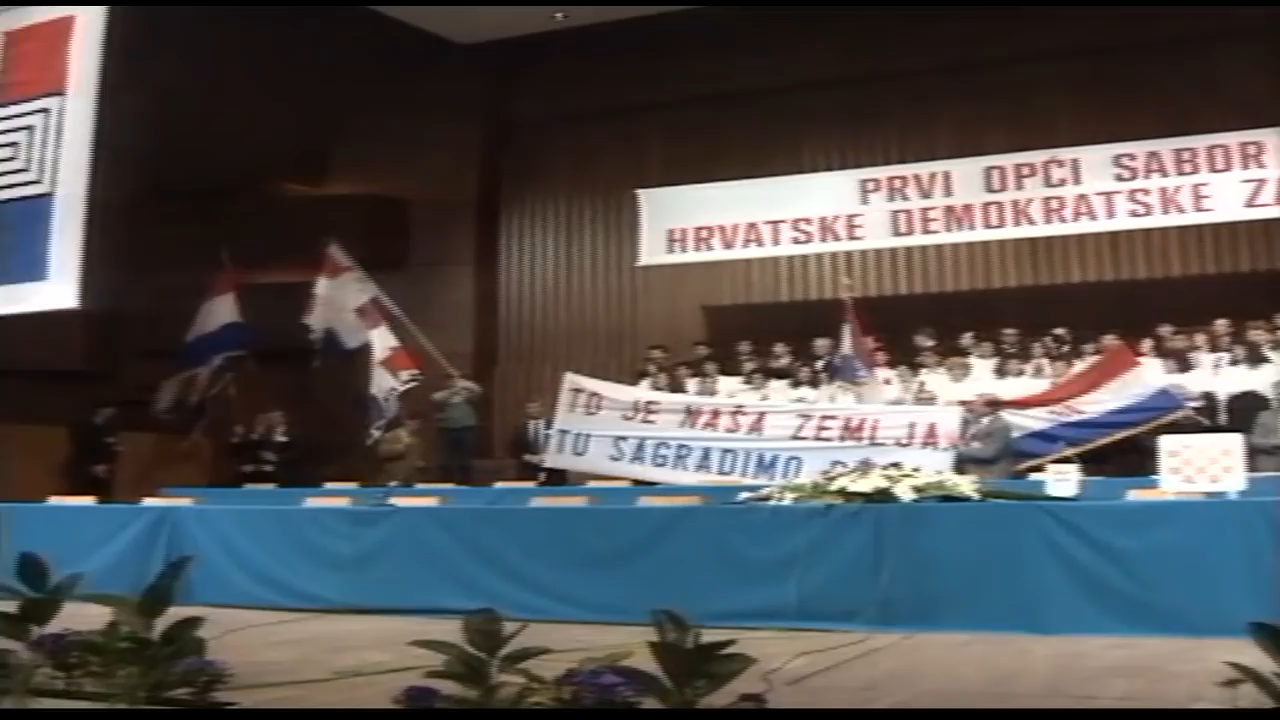 PRVI OPĆI SABOR
HRVATSKE DEMOKRATSKE
TO JE NAŠA ZEMLJA
TU SAGRADIMO